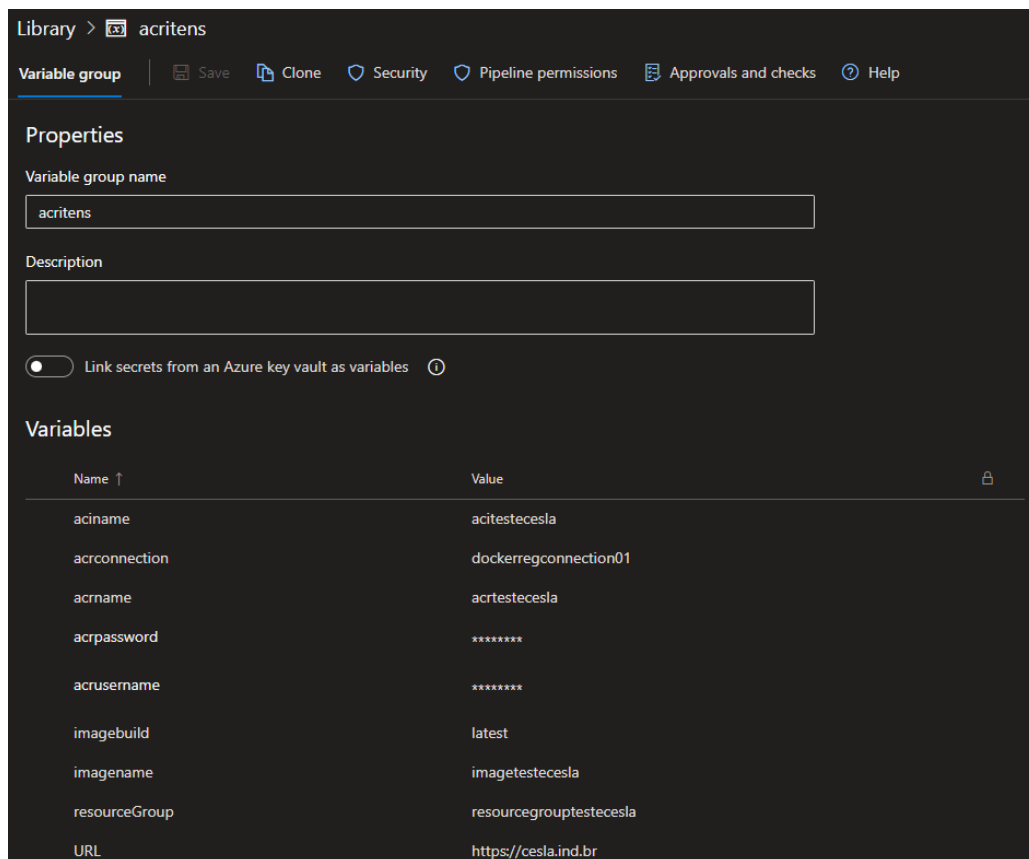 Library > (x) acritens
Variable group Save Clone Security Pipeline permissions Approvals and checks Help
Properties
Variable group name
acritens
Description
Link secrets from an Azure key vault as variables
Variables
Name ↑ Value
aciname acitestecesla
acrconnection dockerregconnection01
acrname acrtestecesla
acrpassword ********
acrusername ********
imagebuild latest
imagename imagetestecesla
resourceGroup resourcegrouptestecesla
URL https://cesla.ind.br